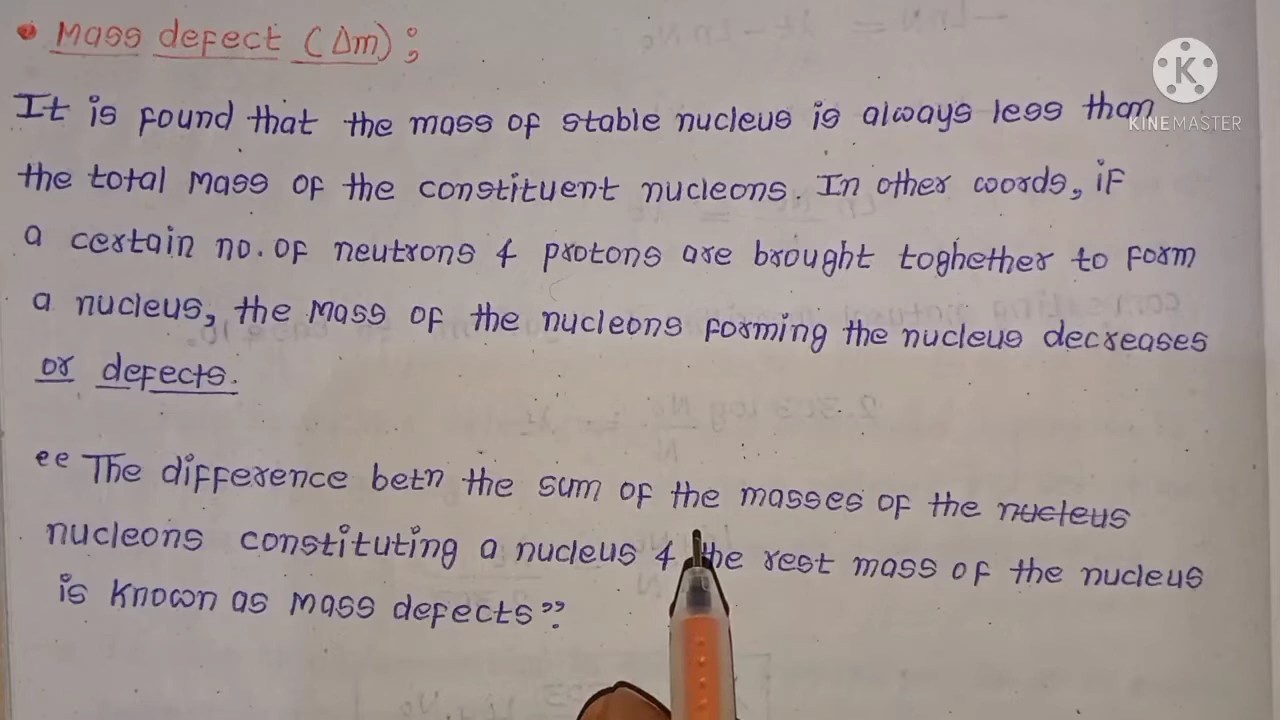 • Mass defect (Δm) ;
It is found that the mass of stable nucleus is always less than
the total mass of the constituent nucleons. In other words, if
a certain no. of neutrons & protons are brought toghether to form
a nucleus, the mass of the nucleons forming the nucleus decreases
or defects.
“ The difference betn the sum of the masses of the nucleus
nucleons constituting a nucleus & the rest mass of the nucleus
is known as mass defects”.
K
KINEMASTER